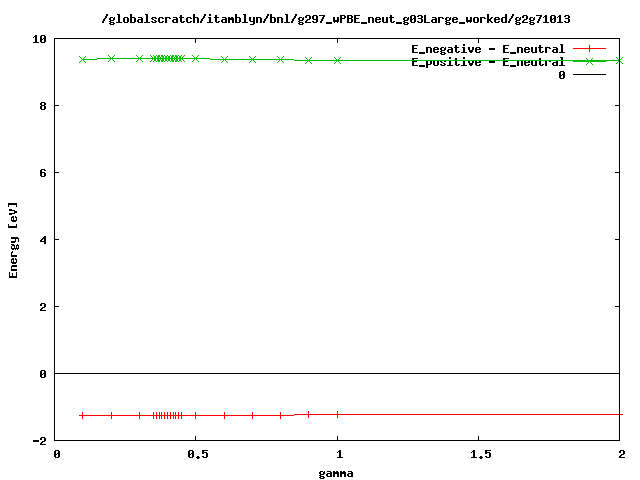 /globalscratch/itamblyn/bnl/g297_wPBE_neut_g03Large_worked/g2g71013
E_negative - E_neutral
E_positive - E_neutral
0
10
8
6
4
2
0
-2
Energy [eV]
0 0.5 1 1.5 2
gamma